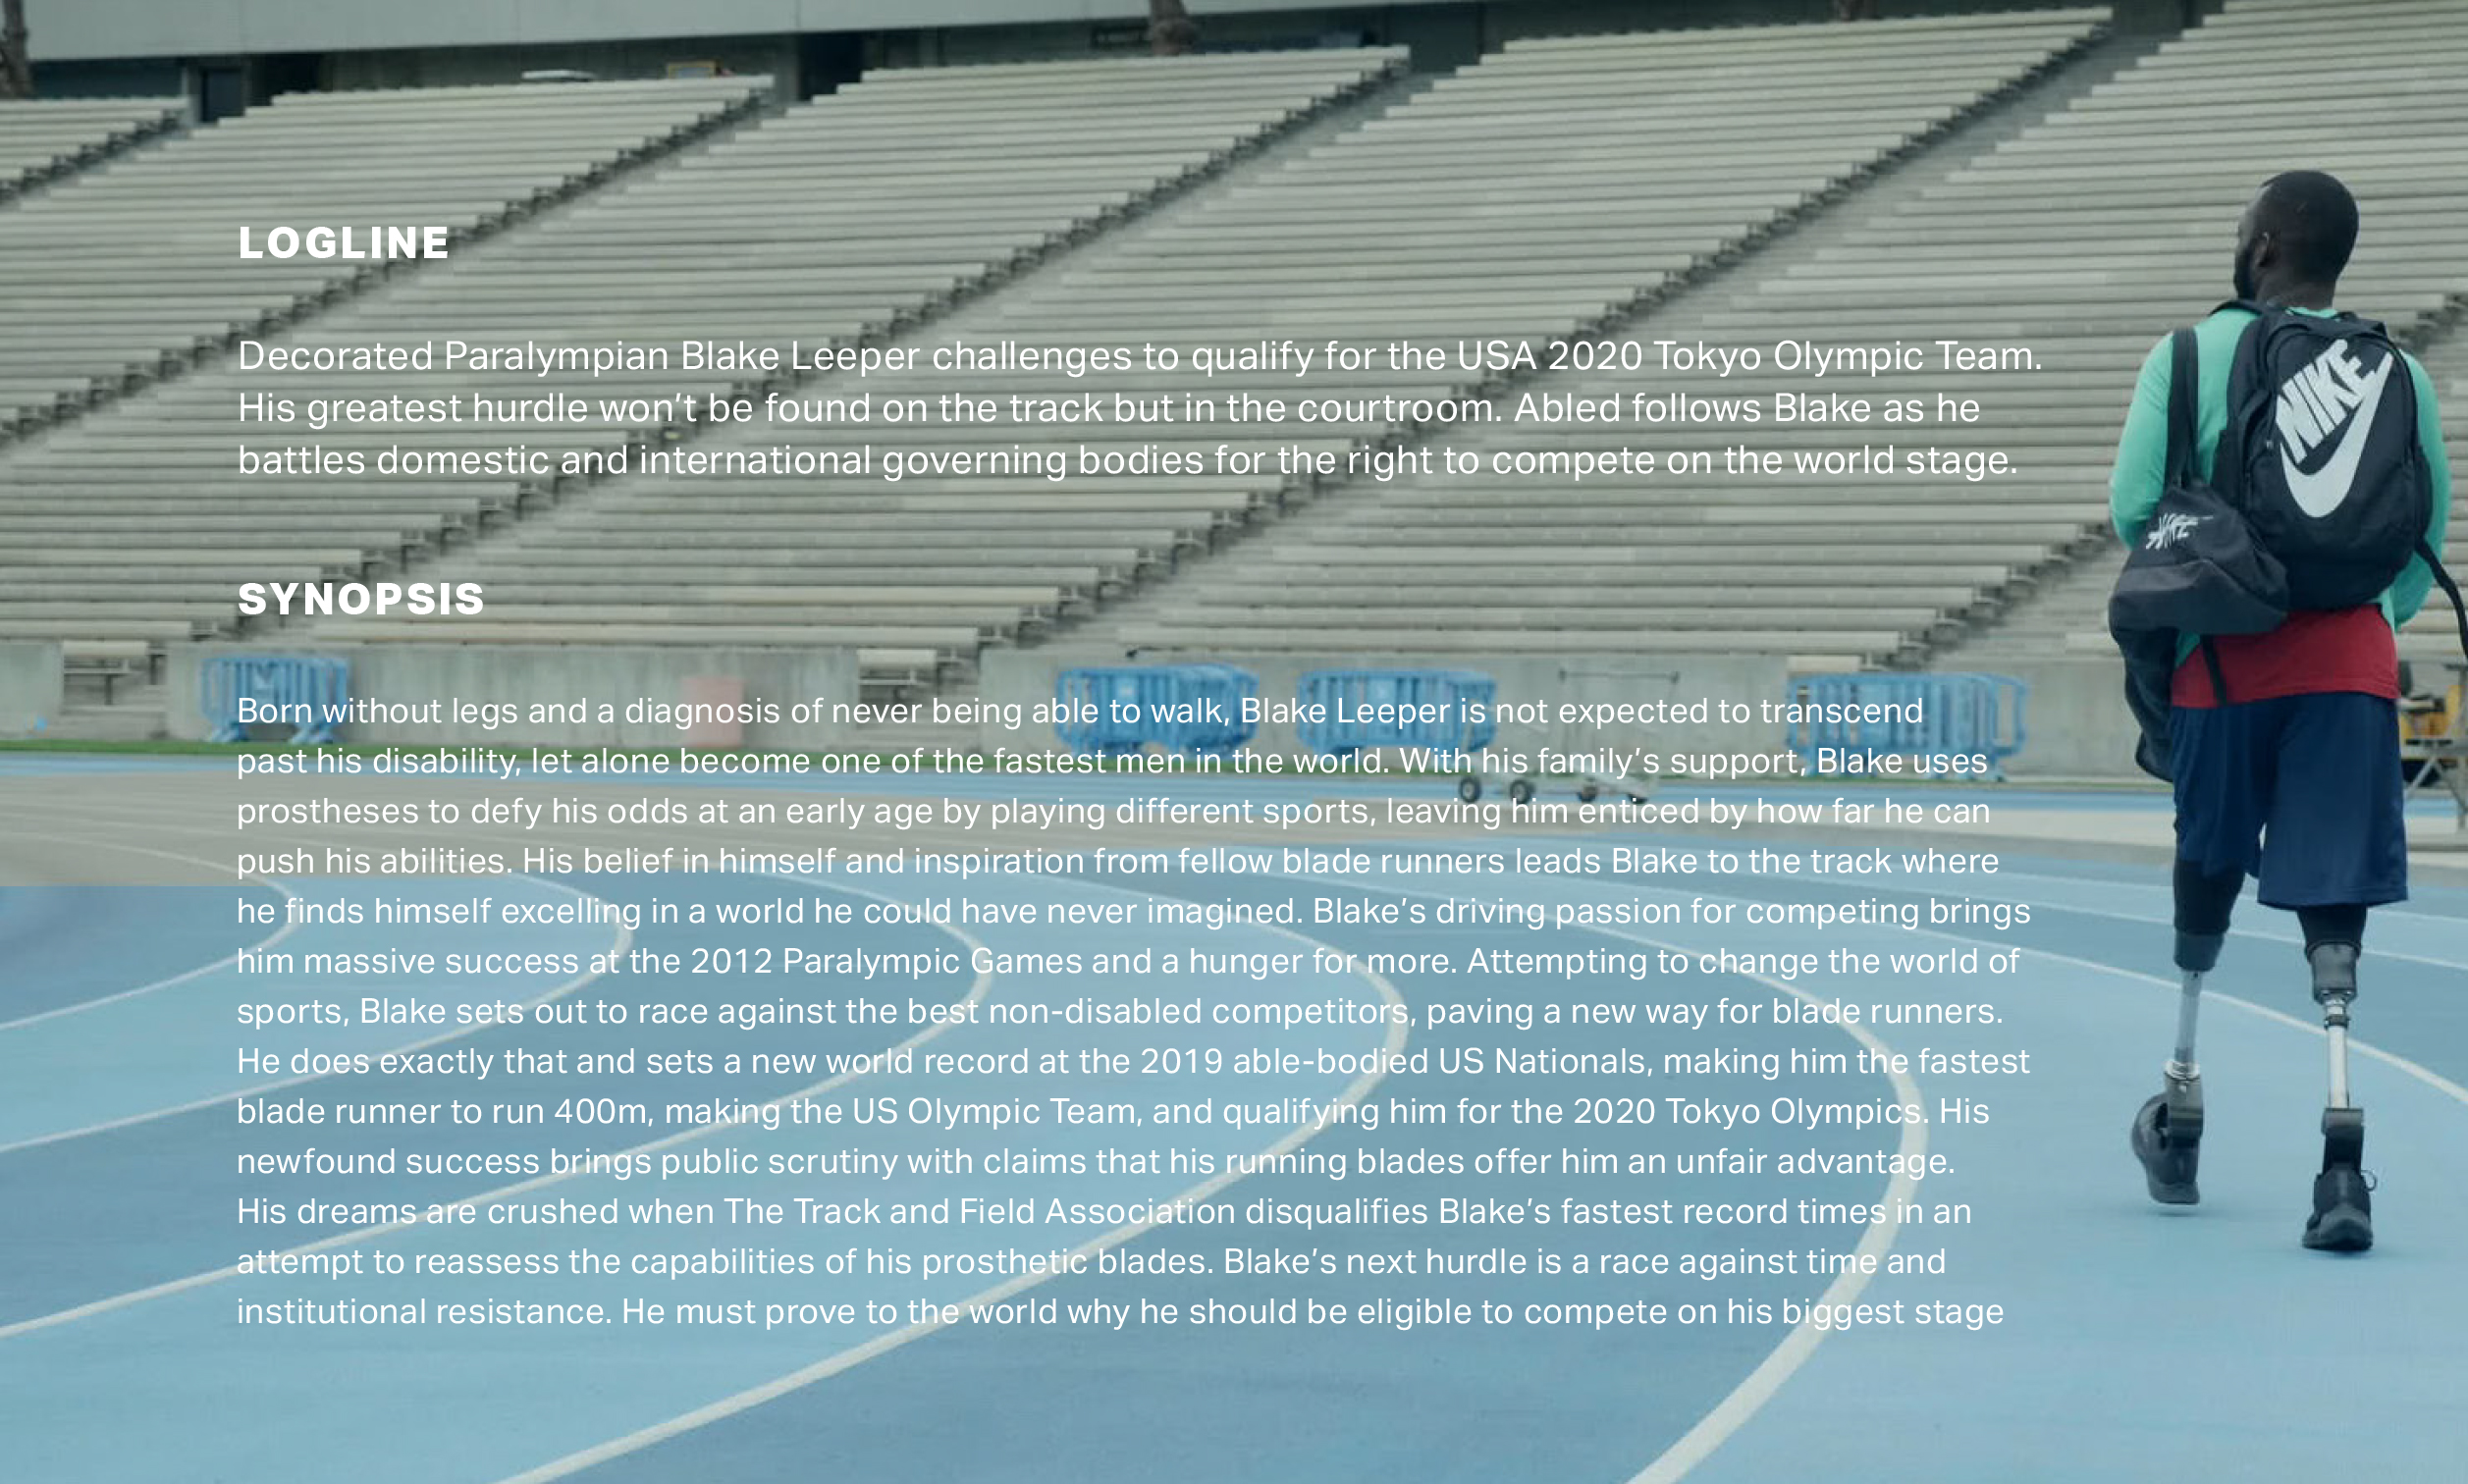 LOGLINE
Decorated Paralympian Blake Leeper challenges to qualify for the USA 2020 Tokyo Olympic Team.
His greatest hurdle won’t be found on the track but in the courtroom. Abled follows Blake as he
battles domestic and international governing bodies for the right to compete on the world stage.
NIKE
NIKE
SYNOPSIS
Born without legs and a diagnosis of never being able to walk, Blake Leeper is not expected to transcend
past his disability, let alone become one of the fastest men in the world. With his family’s support, Blake uses
prostheses to defy his odds at an early age by playing different sports, leaving him enticed by how far he can
push his abilities. His belief in himself and inspiration from fellow blade runners leads Blake to the track where
he finds himself excelling in a world he could have never imagined. Blake’s driving passion for competing brings
him massive success at the 2012 Paralympic Games and a hunger for more. Attempting to change the world of
sports, Blake sets out to race against the best non-disabled competitors, paving a new way for blade runners.
He does exactly that and sets a new world record at the 2019 able-bodied US Nationals, making him the fastest
blade runner to run 400m, making the US Olympic Team, and qualifying him for the 2020 Tokyo Olympics. His
newfound success brings public scrutiny with claims that his running blades offer him an unfair advantage.
His dreams are crushed when The Track and Field Association disqualifies Blake’s fastest record times in an
attempt to reassess the capabilities of his prosthetic blades. Blake’s next hurdle is a race against time and
institutional resistance. He must prove to the world why he should be eligible to compete on his biggest stage